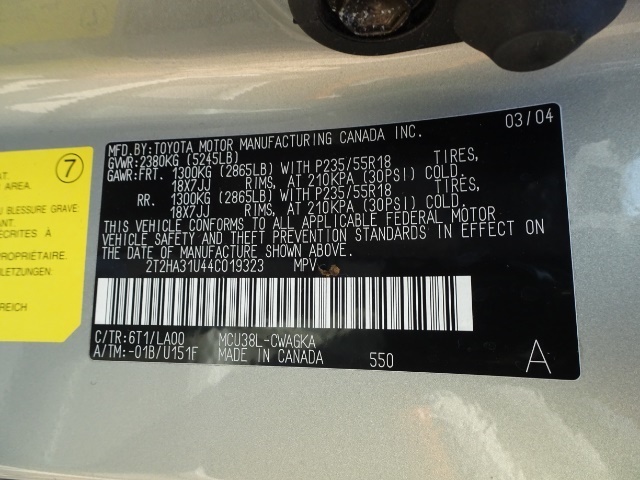 MFD.BY:TOYOTA MOTOR MANUFACTURING CANADA INC. 03/04
GVWR:2380KG (5245LB)
GAWR:FRT. 1300KG (2865LB) WITH P235/55R18 TIRES,
18X7JJ RIMS, AT 210KPA (30PSI) COLD.
RR. 1300KG (2865LB) WITH P235/55R18 TIRES,
18X7JJ RIMS, AT 210KPA (30PSI) COLD.
THIS VEHICLE CONFORMS TO ALL APPLICABLE FEDERAL MOTOR
VEHICLE SAFETY AND THEFT PREVENTION STANDARDS IN EFFECT ON
THE DATE OF MANUFACTURE SHOWN ABOVE.
2T2HA31U44C019323 MPV
C/TR:6T1/LA00 MCU38L-CWAGKA
A/TM:-01B/U151F MADE IN CANADA 550 A
7
AREA.
BLESSURE GRAVE
ANT.
ECRITES À
PROPRIÉTAIRE.
LETZUNGEN.
REICH